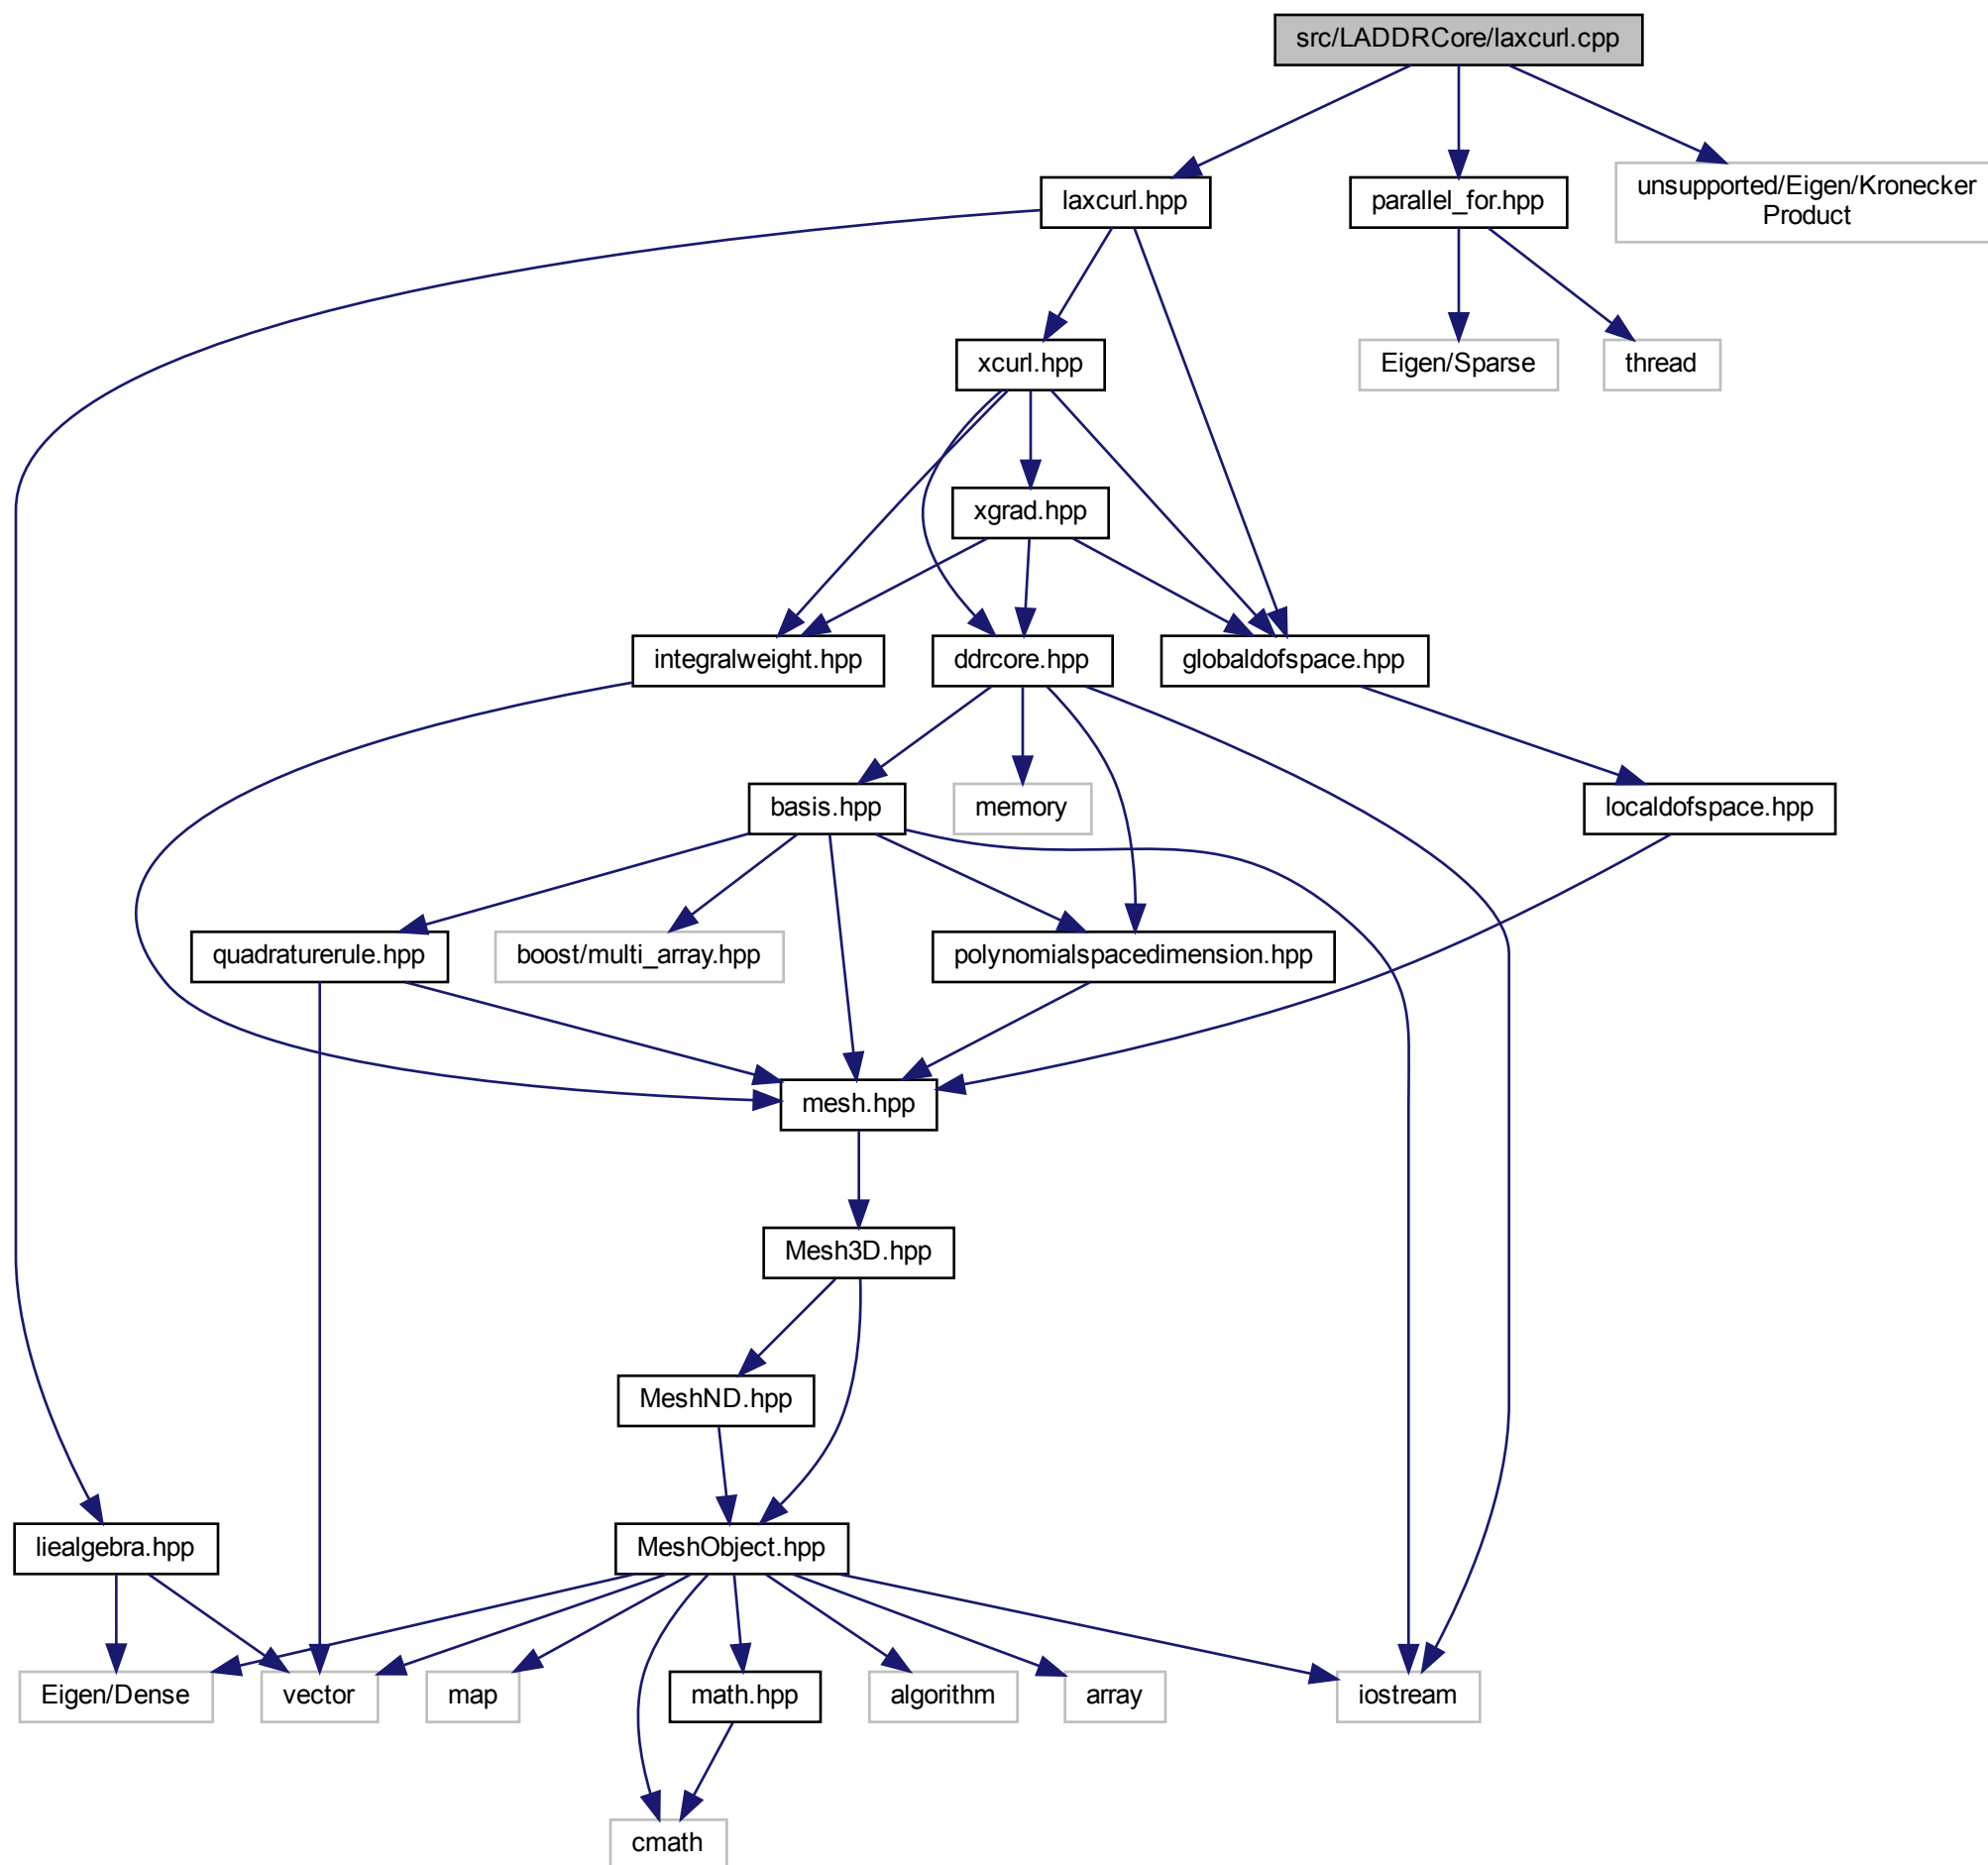 src/LADDRCore/laxcurl.cpp
laxcurl.hpp
parallel_for.hpp
unsupported/Eigen/Kronecker
Product
xcurl.hpp
Eigen/Sparse
thread
xgrad.hpp
integralweight.hpp
ddrcore.hpp
globaldofspace.hpp
basis.hpp
memory
localdofspace.hpp
quadraturerule.hpp
boost/multi_array.hpp
polynomialspacedimension.hpp
mesh.hpp
Mesh3D.hpp
MeshND.hpp
liealgebra.hpp
MeshObject.hpp
Eigen/Dense
vector
map
math.hpp
algorithm
array
iostream
cmath